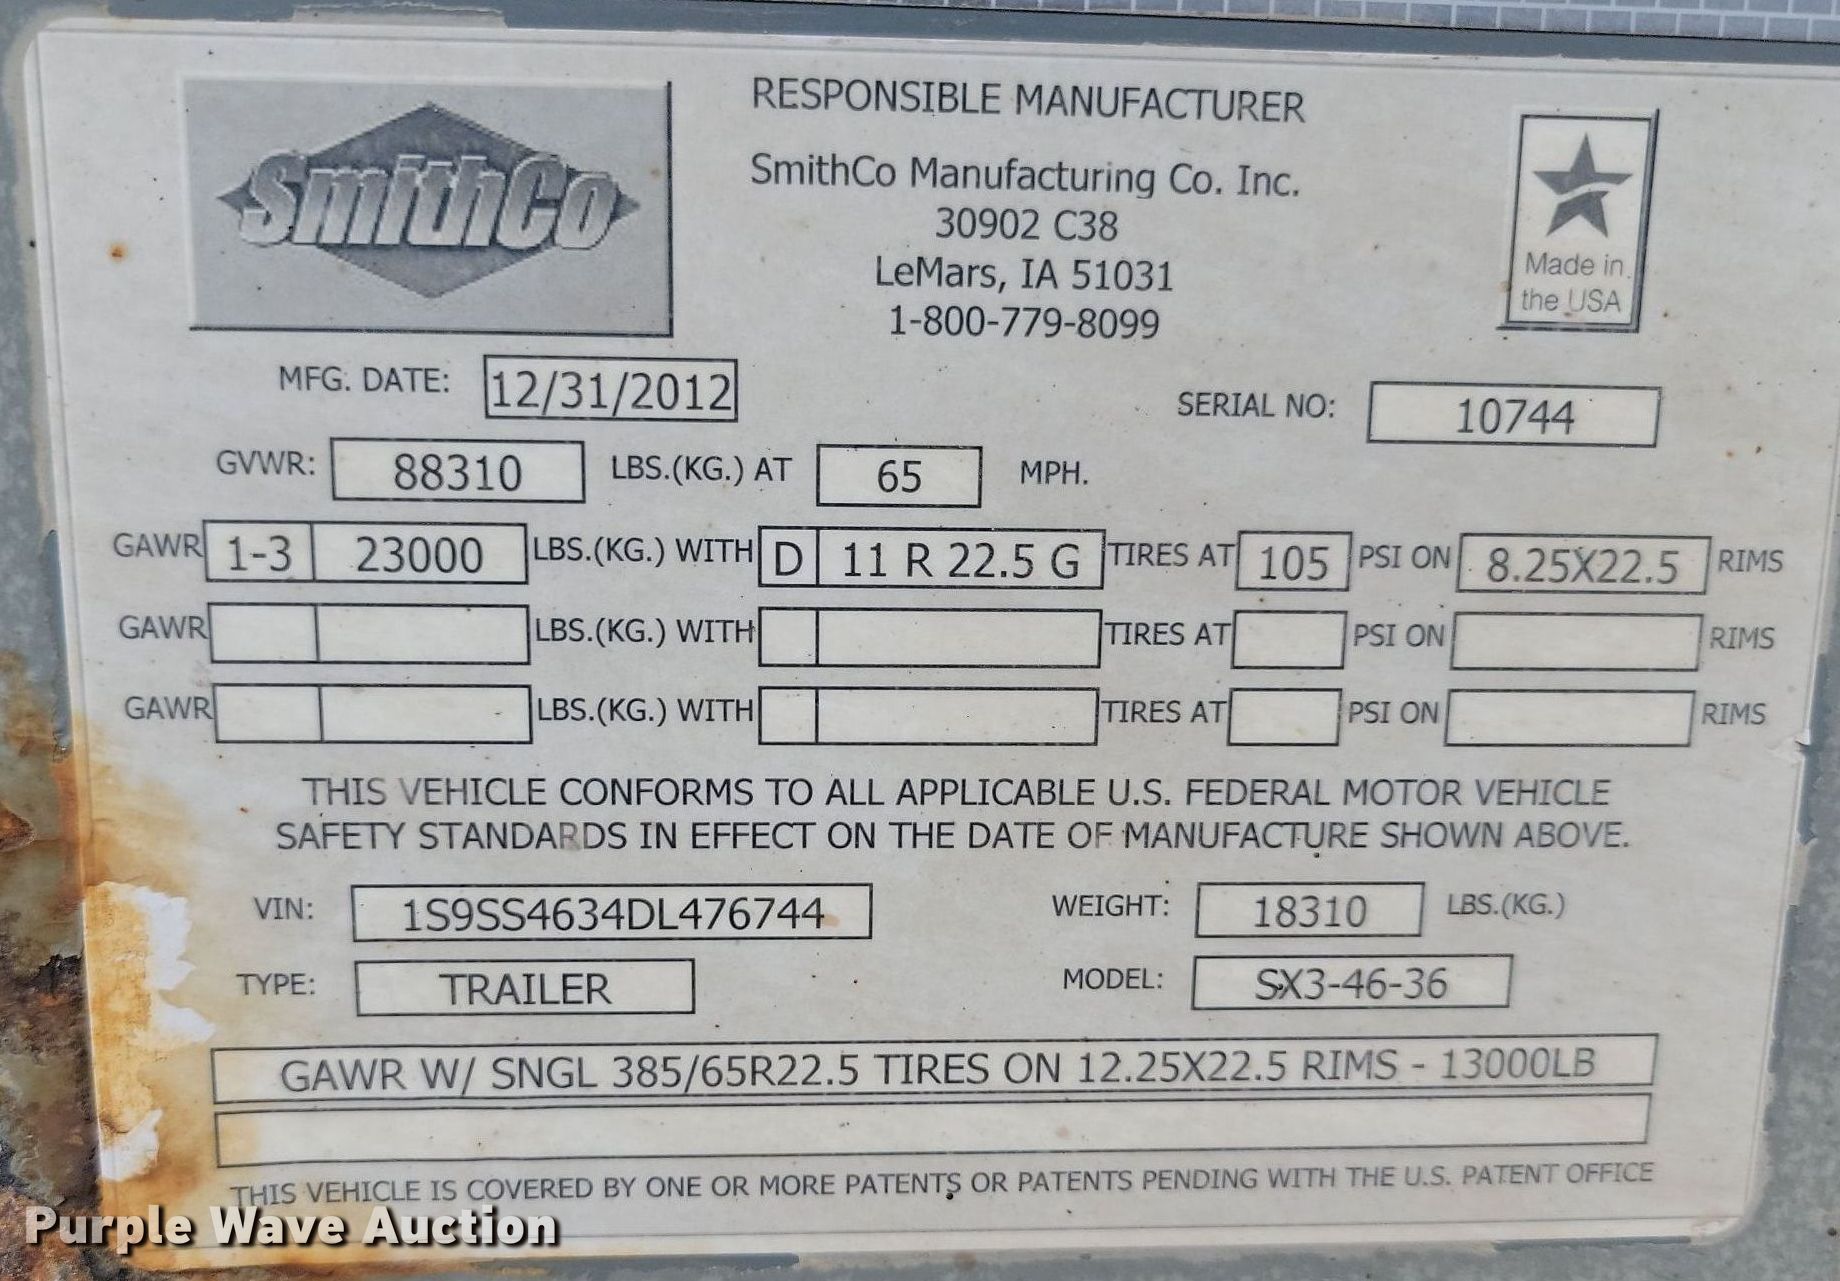 SmithCo
RESPONSIBLE MANUFACTURER
SmithCo Manufacturing Co. Inc.
30902 C38
LeMars, IA 51031
1-800-779-8099
Made in
the USA
MFG. DATE: 12/31/2012
SERIAL NO: 10744
GVWR: 88310 LBS.(KG.) AT 65 MPH.
GAWR 1-3 23000 LBS.(KG.) WITH D 11 R 22.5 G TIRES AT 105 PSI ON 8.25X22.5 RIMS
GAWR LBS.(KG.) WITH TIRES AT PSI ON RIMS
GAWR LBS.(KG.) WITH TIRES AT PSI ON RIMS
THIS VEHICLE CONFORMS TO ALL APPLICABLE U.S. FEDERAL MOTOR VEHICLE
SAFETY STANDARDS IN EFFECT ON THE DATE OF MANUFACTURE SHOWN ABOVE.
VIN: 1S9SS4634DL476744 WEIGHT: 18310 LBS.(KG.)
TYPE: TRAILER MODEL: SX3-46-36
GAWR W/ SNGL 385/65R22.5 TIRES ON 12.25X22.5 RIMS - 13000LB
THIS VEHICLE IS COVERED BY ONE OR MORE PATENTS OR PATENTS PENDING WITH THE U.S. PATENT OFFICE
Purple Wave Auction